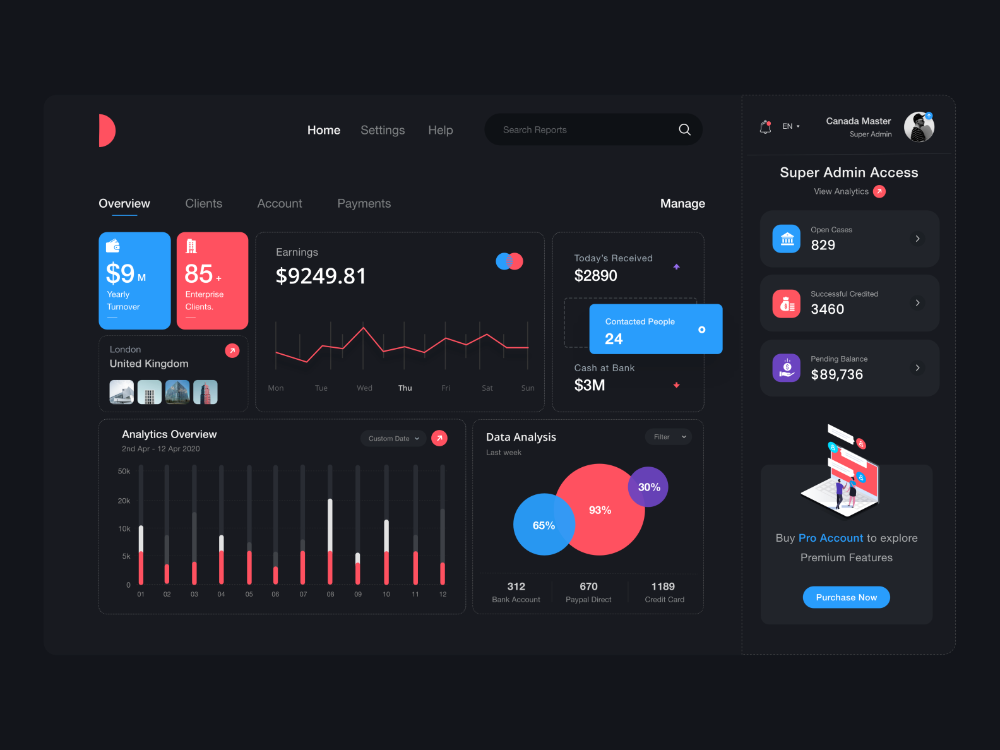 Home
Settings
Help
Search Reports
EN
Canada Master
Super Admin
Overview
Clients
Account
Payments
Manage
$9 M
Yearly
Turnover
85 +
Enterprise
Clients.
London
United Kingdom
Earnings
$9249.81
Mon
Tue
Wed
Thu
Fri
Sat
Sun
Today's Received
$2890
Contacted People
24
Cash at Bank
$3M
Analytics Overview
2nd Apr - 12 Apr 2020
Custom Data
50k
20k
10k
5k
0
01
02
03
04
05
06
07
08
09
10
11
12
Data Analysis
Last week
Filter
65%
93%
30%
312
Bank Account
670
Paypal Direct
1189
Credit Card
Super Admin Access
View Analytics
Open Cases
829
Successful Credited
3460
Pending Balance
$89,736
Buy Pro Account to explore
Premium Features
Purchase Now